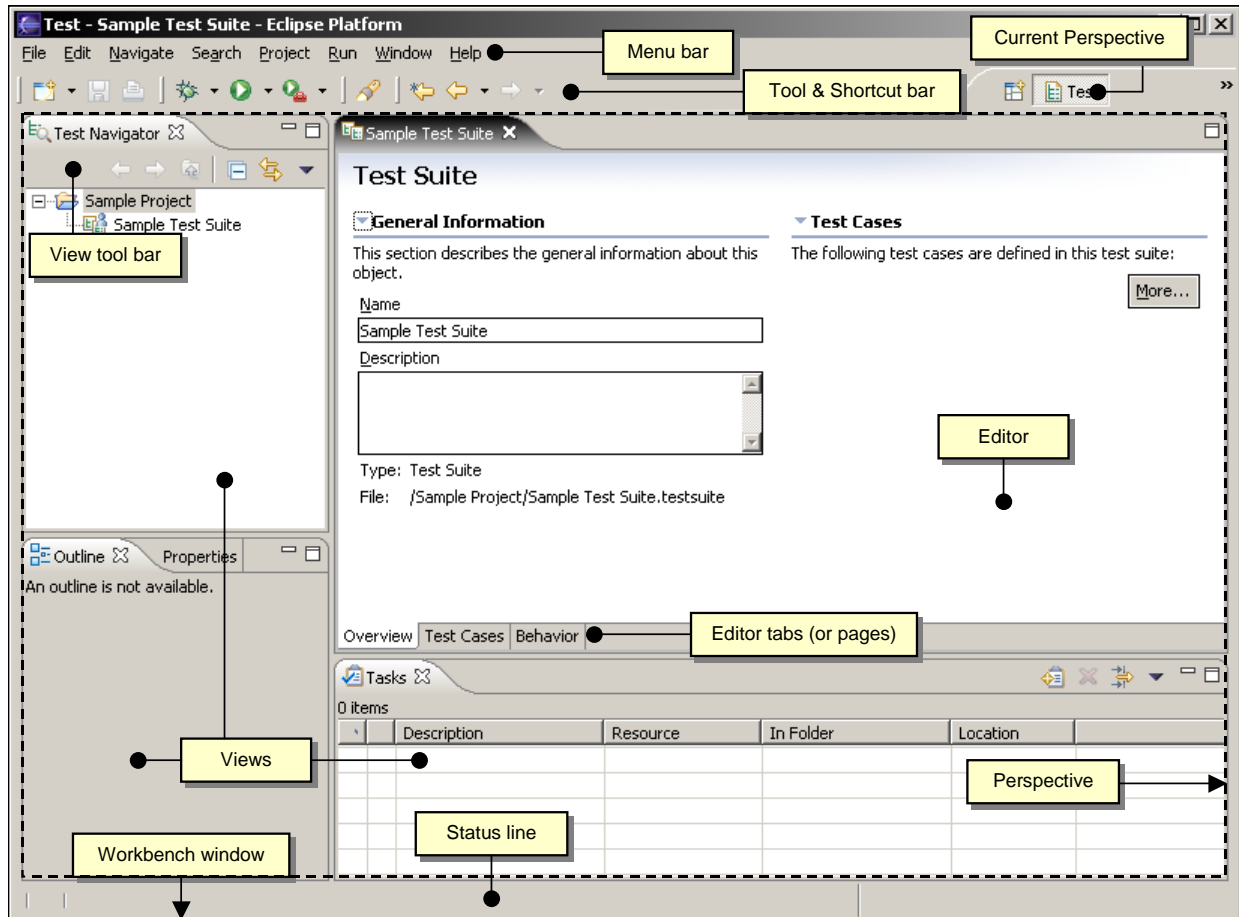 Test - Sample Test Suite - Eclipse Platform
File Edit Navigate Search Project Run Window Help
Menu bar
Current Perspective
Tool & Shortcut bar
Tes
»
Test Navigator
Sample Test Suite
Sample Project
Sample Test Suite
View tool bar
Test Suite
General Information
Test Cases
This section describes the general information about this
object.
The following test cases are defined in this test suite:
More...
Name
Sample Test Suite
Description
Editor
Type: Test Suite
File: /Sample Project/Sample Test Suite.testsuite
Outline Properties
An outline is not available.
Overview Test Cases Behavior
Editor tabs (or pages)
Tasks
0 items
Description Resource In Folder Location
Views
Perspective
Status line
Workbench window